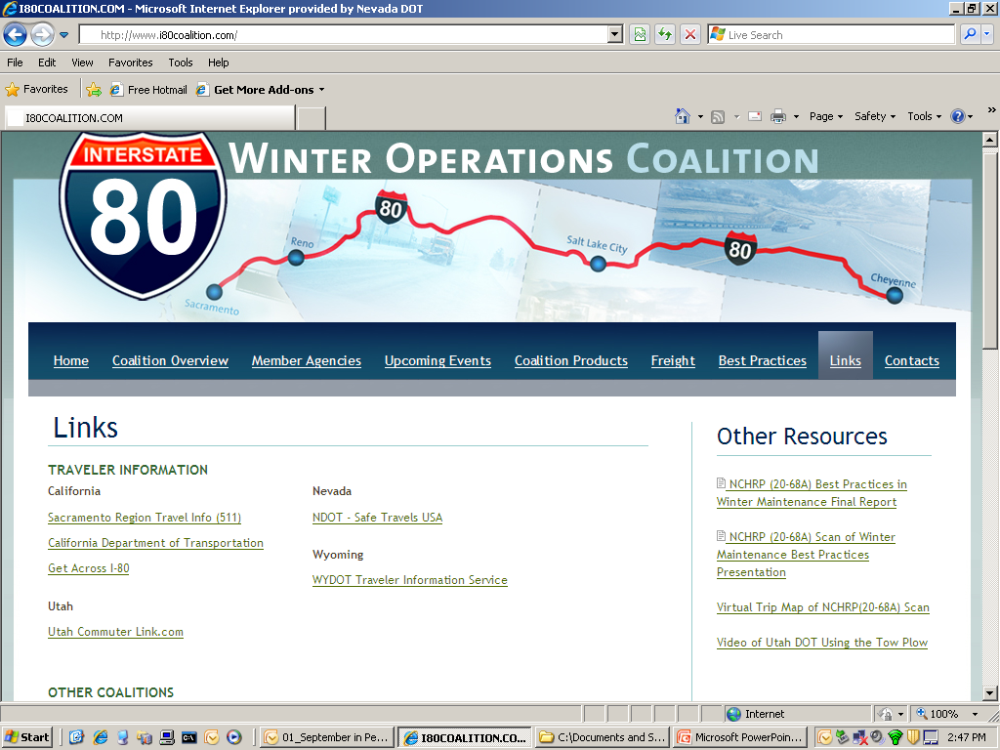 I80COALITION.COM - Microsoft Internet Explorer provided by Nevada DOT
http://www.i80coalition.com/
Live Search
File Edit View Favorites Tools Help
Favorites Free Hotmail Get More Add-ons
I80COALITION.COM
Page Safety Tools
INTERSTATE
80
WINTER OPERATIONS COALITION
80
Reno
Salt Lake City
80
Cheyenne
Sacramento
Home Coalition Overview Member Agencies Upcoming Events Coalition Products Freight Best Practices Links Contacts
Links
TRAVELER INFORMATION
California
Sacramento Region Travel Info (511)
California Department of Transportation
Get Across I-80
Utah
Utah Commuter Link.com
Nevada
NDOT - Safe Travels USA
Wyoming
WYDOT Traveler Information Service
OTHER COALITIONS
Other Resources
NCHRP (20-68A) Best Practices in
Winter Maintenance Final Report
NCHRP (20-68A) Scan of Winter
Maintenance Best Practices
Presentation
Virtual Trip Map of NCHRP(20-68A) Scan
Video of Utah DOT Using the Tow Plow
Internet 100%
Start 01_September in Pe... I80COALITION.CO... C:\Documents and S... Microsoft PowerPoin... 2:47 PM